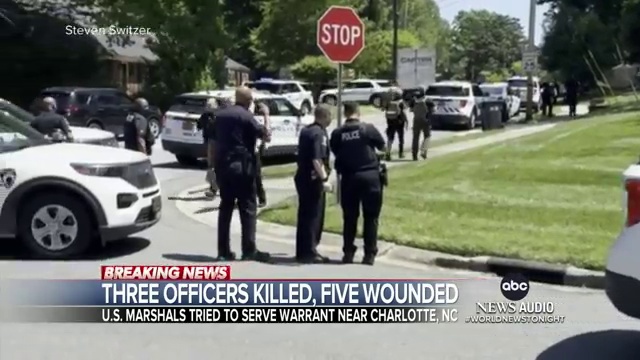 Steven Switzer
STOP
POLICE
BREAKING NEWS
THREE OFFICERS KILLED, FIVE WOUNDED
U.S. MARSHALS TRIED TO SERVE WARRANT NEAR CHARLOTTE, NC
abc
NEWS AUDIO
#WORLDNEWSTONIGHT